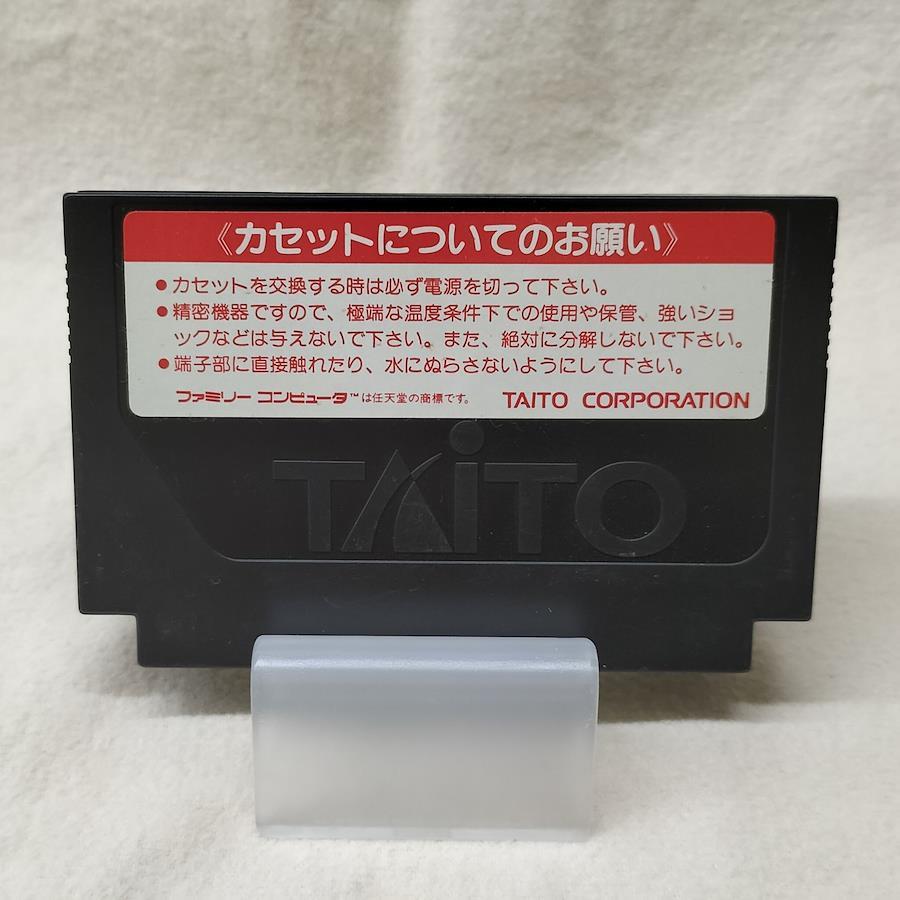 《カセットについてのお願い》
●カセットを交換する時は必ず電源を切って下さい。
●精密機器ですので、極端な温度条件下での使用や保管、強いショ
ックなどは与えないで下さい。また、絶対に分解しないで下さい。
●端子部に直接触れたり、水にぬらさないようにして下さい。
ファミリー コンピュータ™は任天堂の商標です。 TAITO CORPORATION
TAiTO